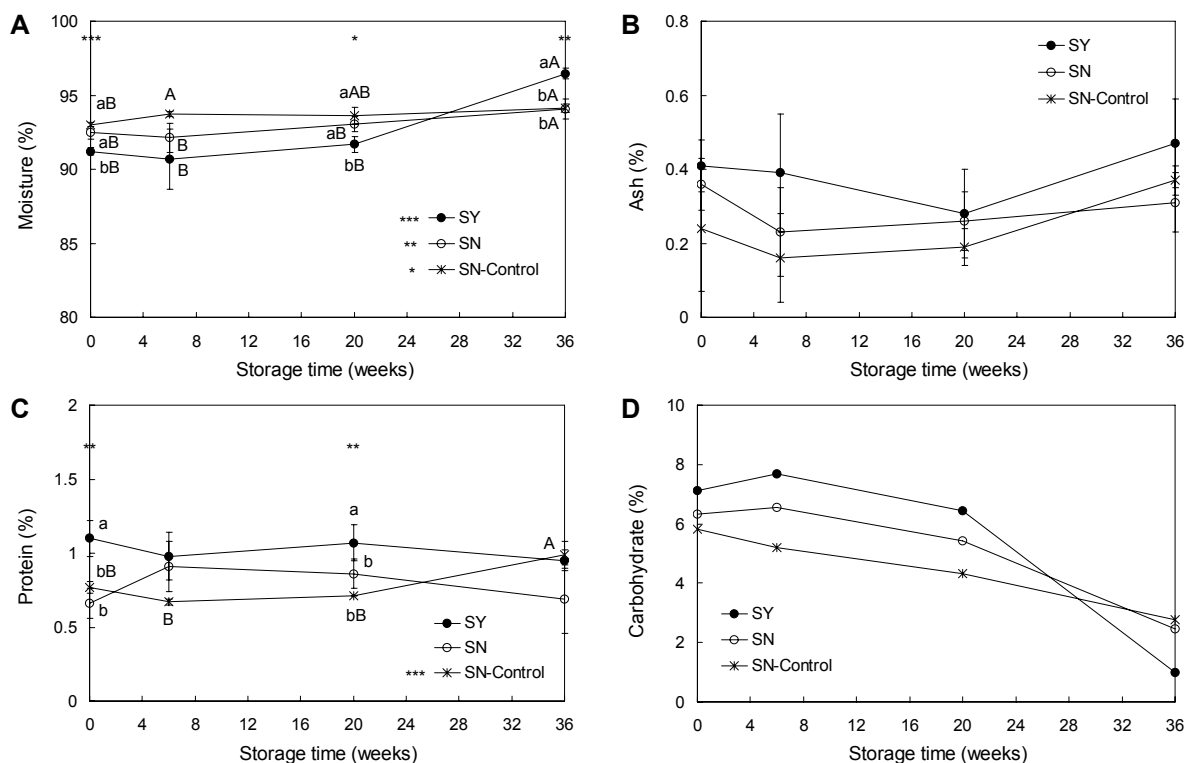 A
100
***
*
**
aA
aB
A
aAB
bA
95
aB
B
aB
bA
bB
B
bB
90
Moisture (%)
*** SY
** SN
* SN-Control
85
80
0 4 8 12 16 20 24 28 32 36
Storage time (weeks)
B
0.8
SY
SN
SN-Control
0.6
0.4
Ash (%)
0.2
0
0 4 8 12 16 20 24 28 32 36
Storage time (weeks)
C
2
**
**
1.5
a
a
A
1
b
bB
b
B
bB
Protein (%)
0.5
SY
SN
*** SN-Control
0
0 4 8 12 16 20 24 28 32 36
Storage time (weeks)
D
10
8
6
4
Carbohydrate (%)
SY
SN
SN-Control
2
0
0 4 8 12 16 20 24 28 32 36
Storage time (weeks)